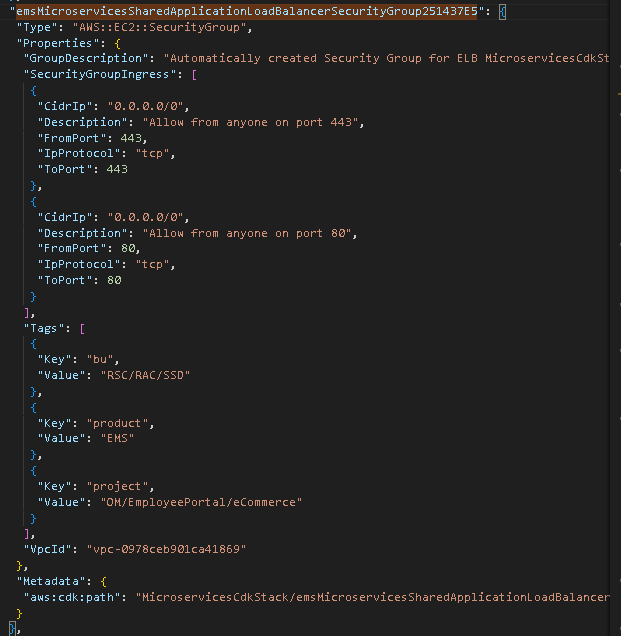 "emsMicroservicesSharedApplicationLoadBalancerSecurityGroup251437E5": {
"Type": "AWS::EC2::SecurityGroup",
"Properties": {
"GroupDescription": "Automatically created Security Group for ELB MicroservicesCdkSt
"SecurityGroupIngress": [
{
"CidrIp": "0.0.0.0/0",
"Description": "Allow from anyone on port 443",
"FromPort": 443,
"IpProtocol": "tcp",
"ToPort": 443
},
{
"CidrIp": "0.0.0.0/0",
"Description": "Allow from anyone on port 80",
"FromPort": 80,
"IpProtocol": "tcp",
"ToPort": 80
}
],
"Tags": [
{
"Key": "bu",
"Value": "RSC/RAC/SSD"
},
{
"Key": "product",
"Value": "EMS"
},
{
"Key": "project",
"Value": "OM/EmployeePortal/eCommerce"
}
],
"VpcId": "vpc-0978ceb901ca41869"
},
"Metadata": {
"aws:cdk:path": "MicroservicesCdkStack/emsMicroservicesSharedApplicationLoadBalancer
}
},